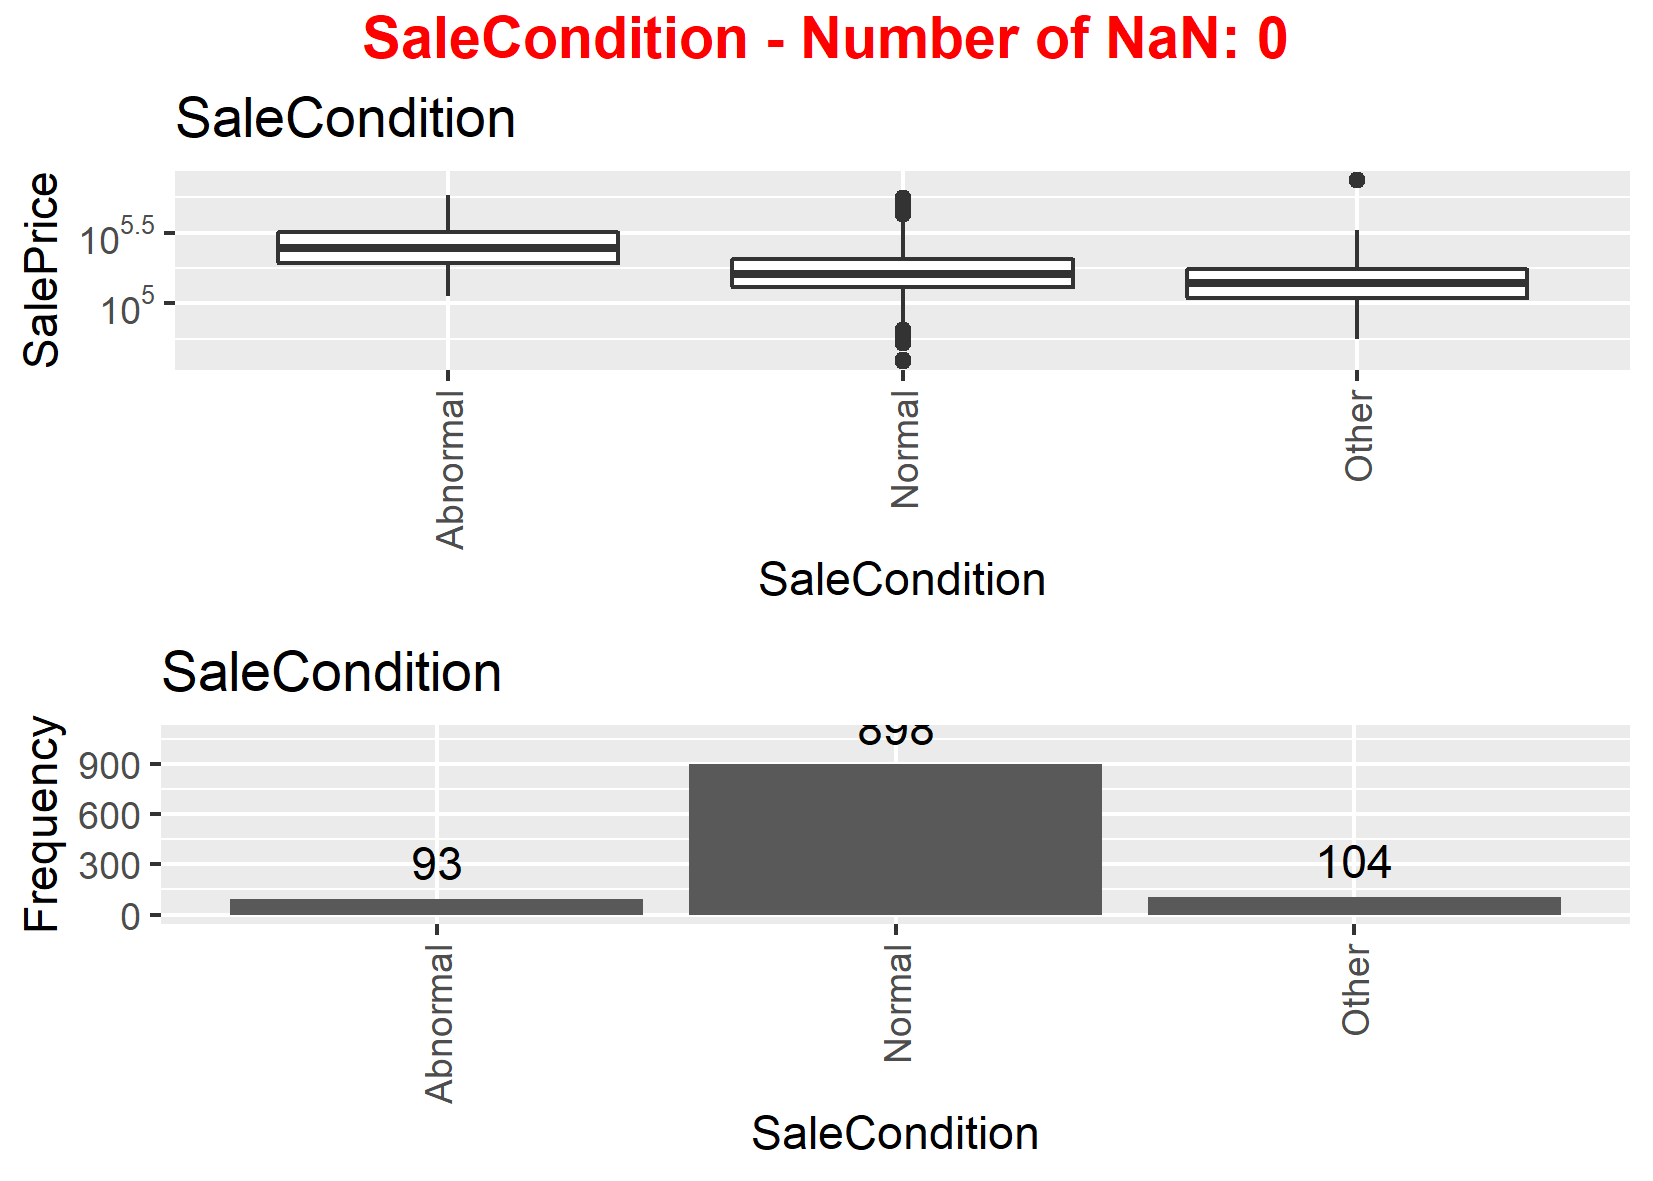 SaleCondition - Number of NaN: 0
SaleCondition
SalePrice
10^5.5
10^5
Abnormal
Normal
Other
SaleCondition
SaleCondition
Frequency
900
600
300
0
93
898
104
Abnormal
Normal
Other
SaleCondition